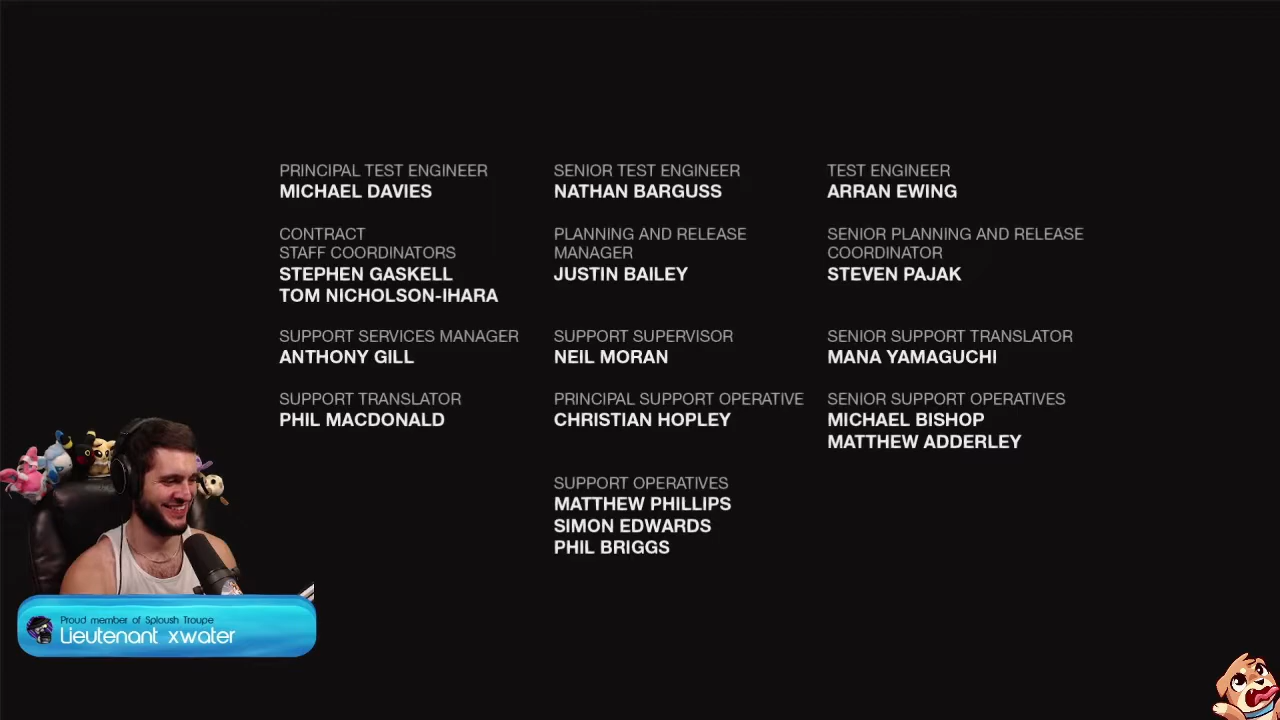 PRINCIPAL TEST ENGINEER
MICHAEL DAVIES
SENIOR TEST ENGINEER
NATHAN BARGUSS
TEST ENGINEER
ARRAN EWING
CONTRACT
STAFF COORDINATORS
STEPHEN GASKELL
TOM NICHOLSON-IHARA
PLANNING AND RELEASE
MANAGER
JUSTIN BAILEY
SENIOR PLANNING AND RELEASE
COORDINATOR
STEVEN PAJAK
SUPPORT SERVICES MANAGER
ANTHONY GILL
SUPPORT SUPERVISOR
NEIL MORAN
SENIOR SUPPORT TRANSLATOR
MANA YAMAGUCHI
SUPPORT TRANSLATOR
PHIL MACDONALD
PRINCIPAL SUPPORT OPERATIVE
CHRISTIAN HOPLEY
SENIOR SUPPORT OPERATIVES
MICHAEL BISHOP
MATTHEW ADDERLEY
SUPPORT OPERATIVES
MATTHEW PHILLIPS
SIMON EDWARDS
PHIL BRIGGS
Proud member of Sploush Troupe
Lieutenant xwater